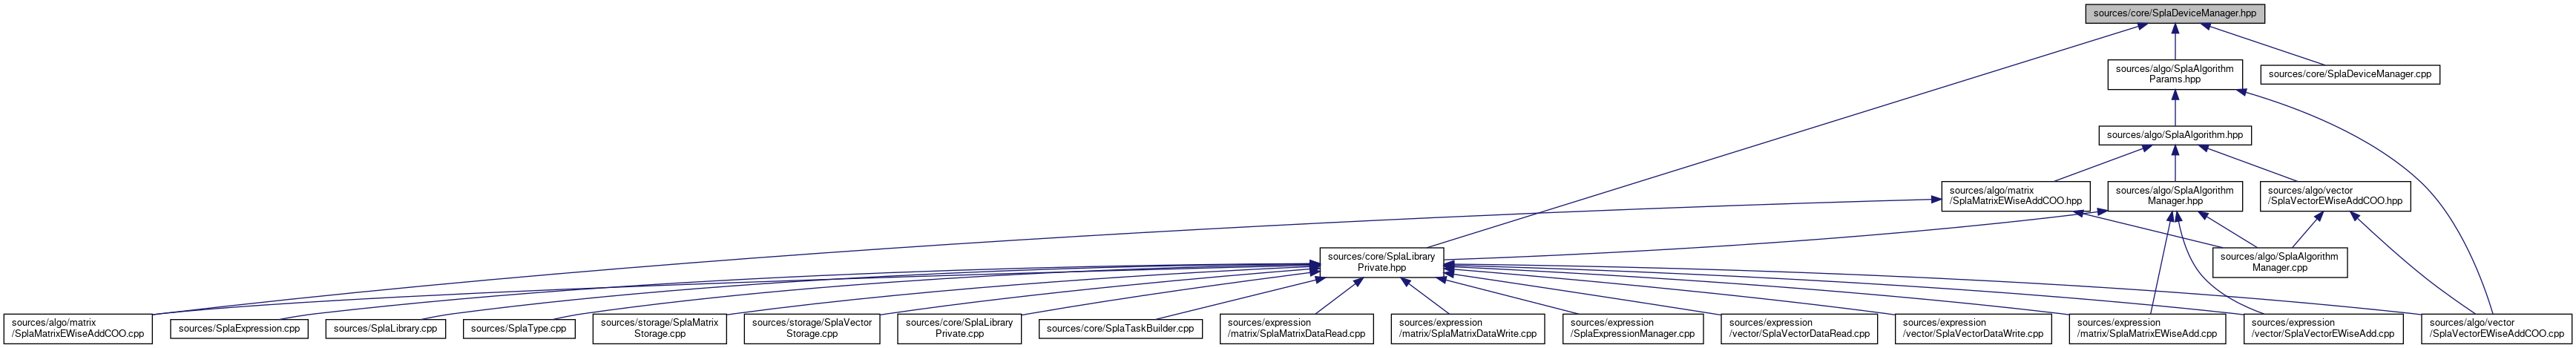 sources/core/SplaDeviceManager.hpp
sources/algo/SplaAlgorithm
Params.hpp
sources/core/SplaDeviceManager.cpp
sources/algo/SplaAlgorithm.hpp
sources/algo/matrix
/SplaMatrixEWiseAddCOO.hpp
sources/algo/SplaAlgorithm
Manager.hpp
sources/algo/vector
/SplaVectorEWiseAddCOO.hpp
sources/core/SplaLibrary
Private.hpp
sources/algo/SplaAlgorithm
Manager.cpp
sources/algo/matrix
/SplaMatrixEWiseAddCOO.cpp
sources/SplaExpression.cpp
sources/SplaLibrary.cpp
sources/SplaType.cpp
sources/storage/SplaMatrix
Storage.cpp
sources/storage/SplaVector
Storage.cpp
sources/core/SplaLibrary
Private.cpp
sources/core/SplaTaskBuilder.cpp
sources/expression
/matrix/SplaMatrixDataRead.cpp
sources/expression
/matrix/SplaMatrixDataWrite.cpp
sources/expression
/SplaExpressionManager.cpp
sources/expression
/vector/SplaVectorDataRead.cpp
sources/expression
/vector/SplaVectorDataWrite.cpp
sources/expression
/matrix/SplaMatrixEWiseAdd.cpp
sources/expression
/vector/SplaVectorEWiseAdd.cpp
sources/algo/vector
/SplaVectorEWiseAddCOO.cpp